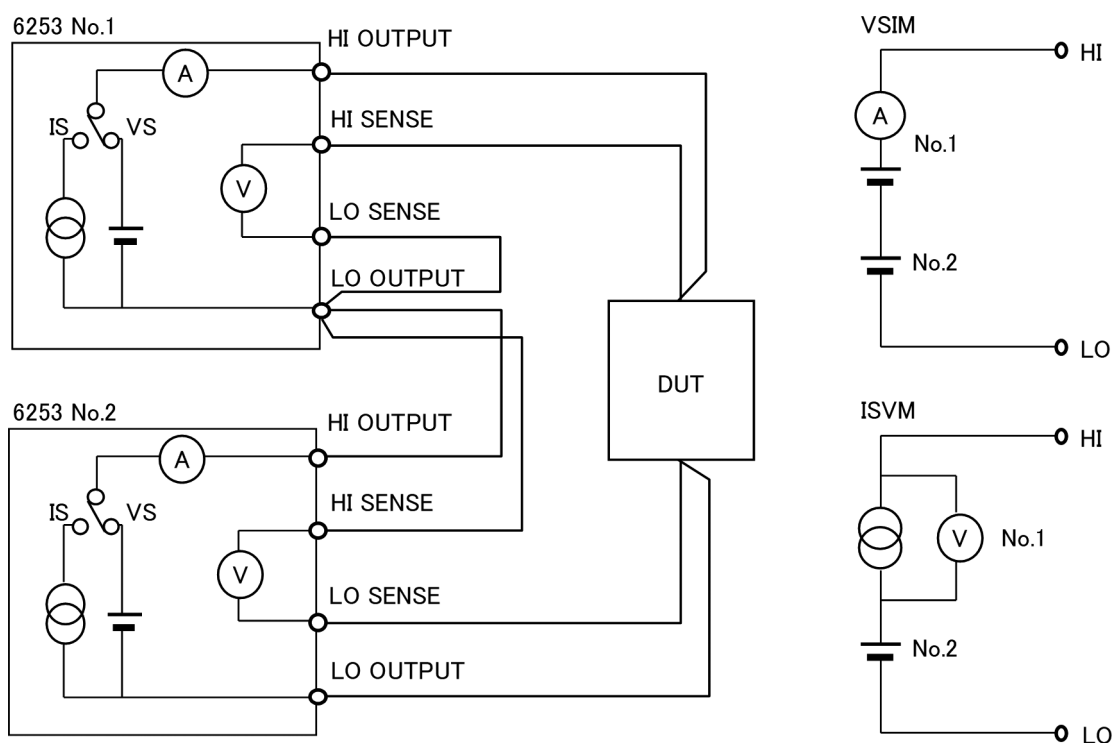 6253 No.1
HI OUTPUT
A
HI SENSE
IS
VS
V
LO SENSE
LO OUTPUT
DUT
6253 No.2
HI OUTPUT
A
HI SENSE
IS
VS
V
LO SENSE
LO OUTPUT
VSIM
HI
A
No.1
No.2
LO
ISVM
HI
V
No.1
No.2
LO